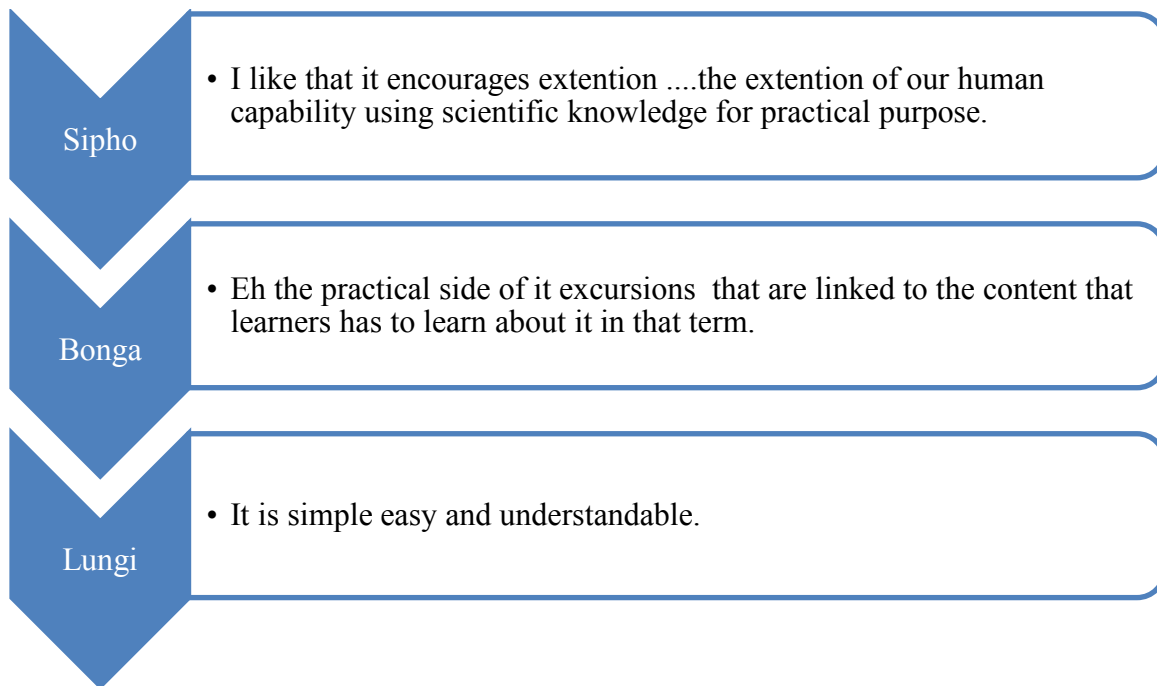 Sipho
• I like that it encourages extention ....the extention of our human
capability using scientific knowledge for practical purpose.
Bonga
• Eh the practical side of it excursions  that are linked to the content that
learners has to learn about it in that term.
Lungi
• It is simple easy and understandable.